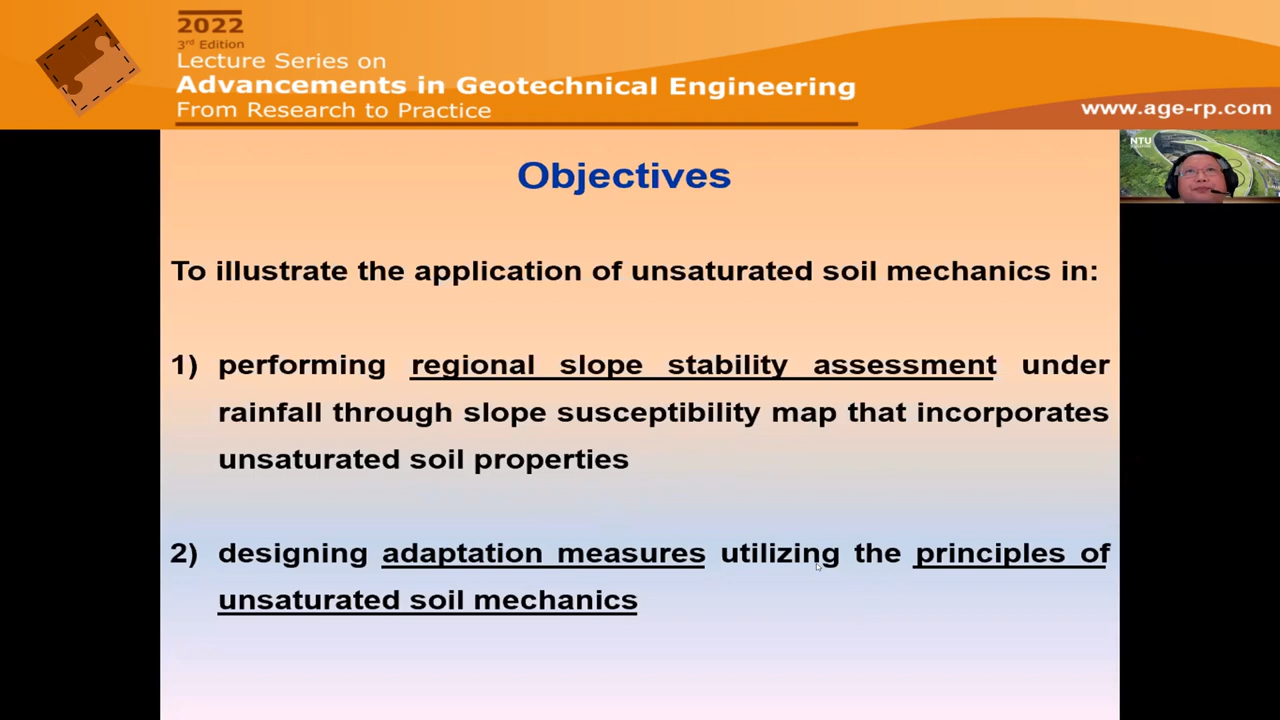 2022
3rd Edition
Lecture Series on
Advancements in Geotechnical Engineering
From Research to Practice
www.age-rp.com
NTU
Objectives
To illustrate the application of unsaturated soil mechanics in:
1) performing regional slope stability assessment under
rainfall through slope susceptibility map that incorporates
unsaturated soil properties
2) designing adaptation measures utilizing the principles of
unsaturated soil mechanics